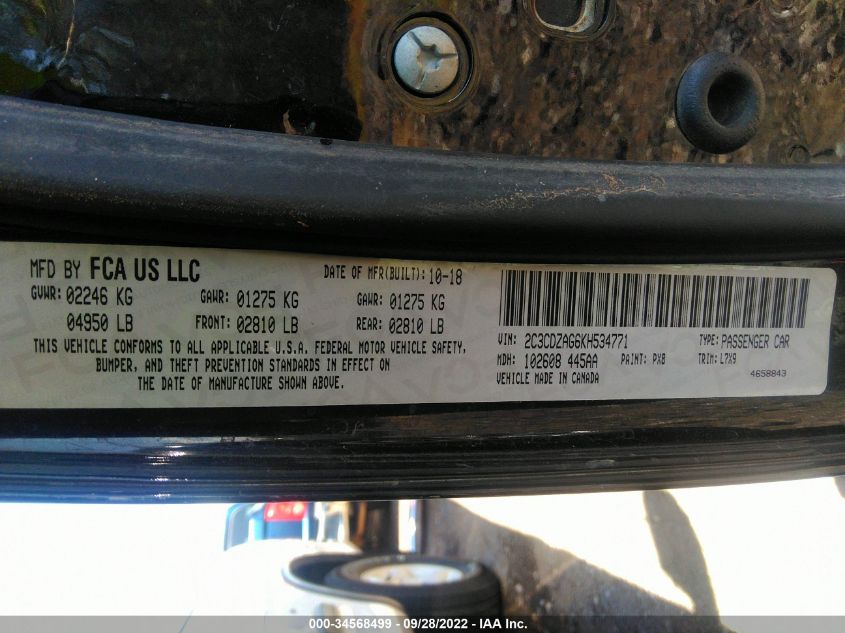 MFD BY FCA US LLC DATE OF MFR(BUILT): 10-18
GVWR: 02246 KG GAWR: 01275 KG GAWR: 01275 KG
04950 LB FRONT: 02810 LB REAR: 02810 LB
THIS VEHICLE CONFORMS TO ALL APPLICABLE U.S.A. FEDERAL MOTOR VEHICLE SAFETY,
BUMPER, AND THEFT PREVENTION STANDARDS IN EFFECT ON
THE DATE OF MANUFACTURE SHOWN ABOVE.
VIN: 2C3CDZAG6KH534771 TYPE: PASSENGER CAR
MDH: 102608 445AA PAINT: PX8 TRIM: L7X9
VEHICLE MADE IN CANADA 4658843
000-34568499 - 09/28/2022 - IAA Inc.